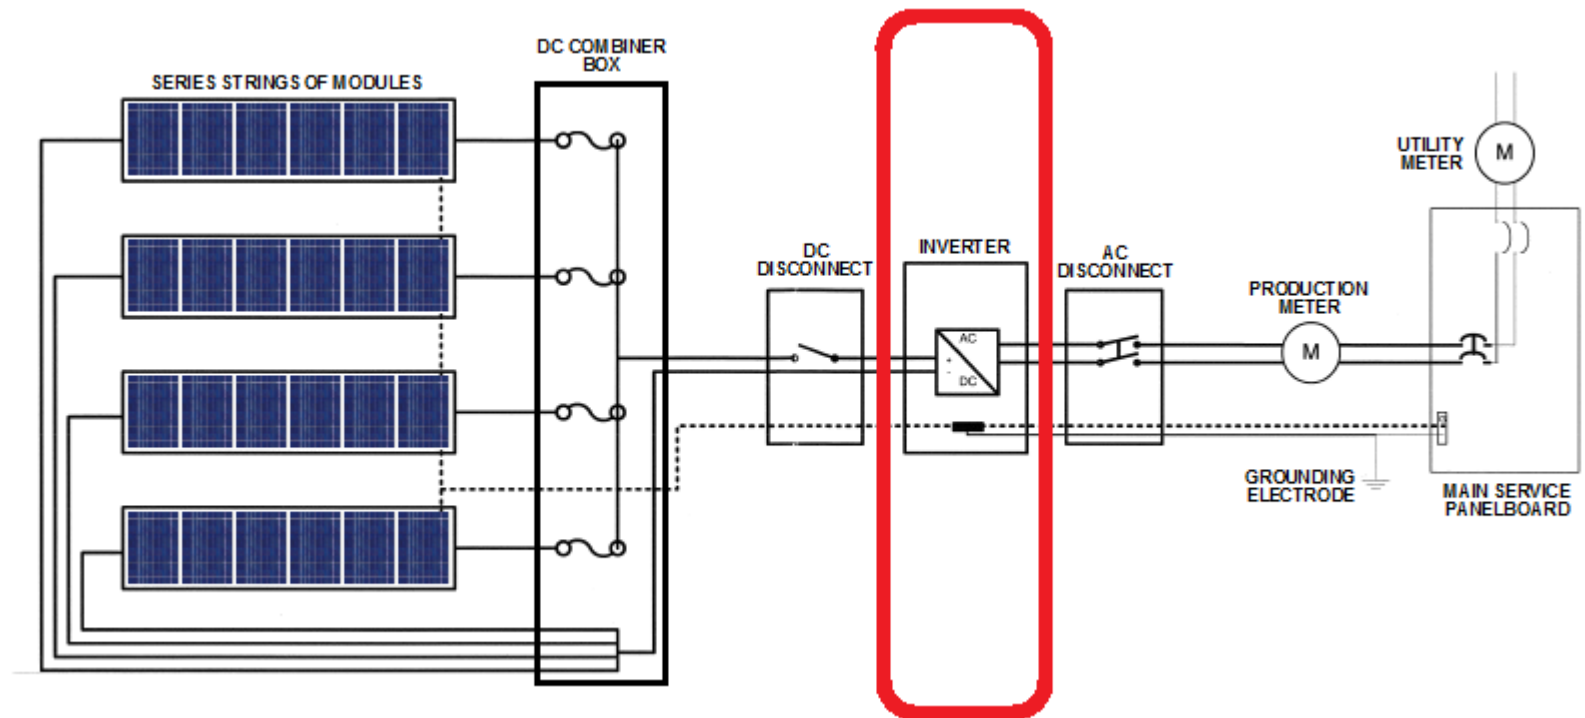 DC COMBINER
BOX
SERIES STRINGS OF MODULES
UTILITY
METER
M
DC
DISCONNECT
INVERTER
AC
DISCONNECT
PRODUCTION
METER
M
AC
+
-
DC
GROUNDING
ELECTRODE
MAIN SERVICE
PANELBOARD